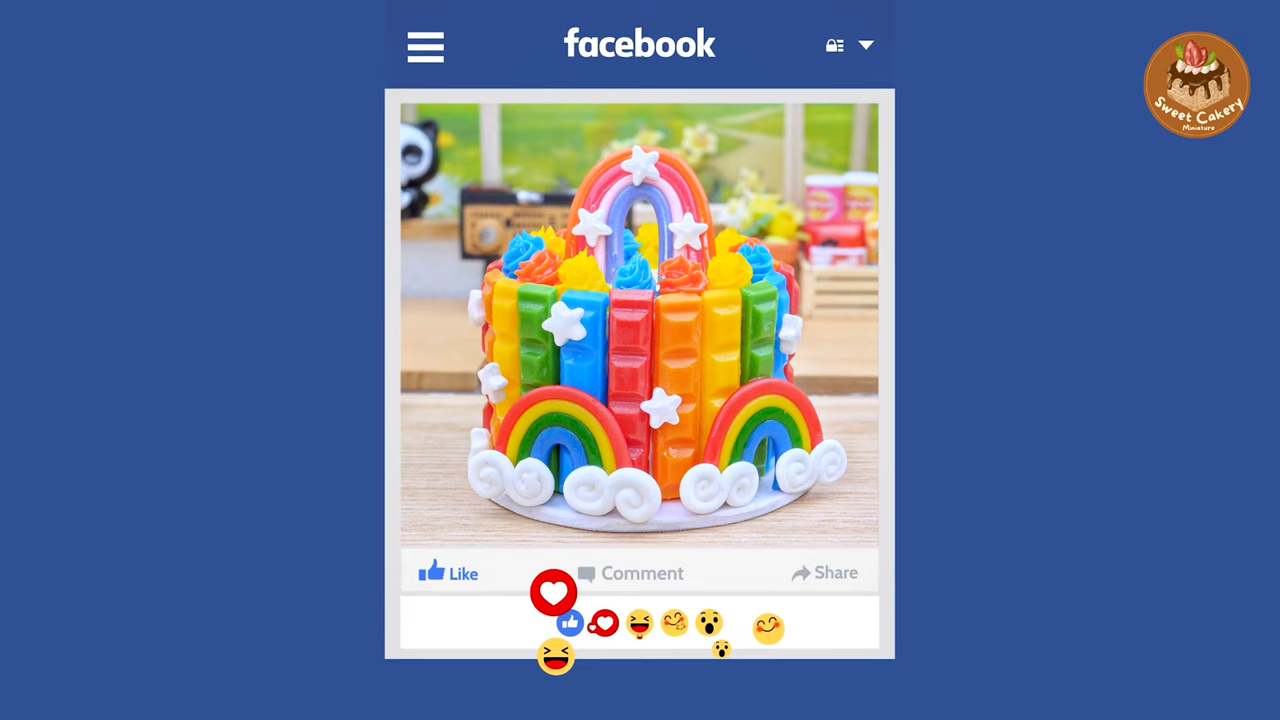 facebook
Sweet Cakery
Miniature
Like
Comment
Share